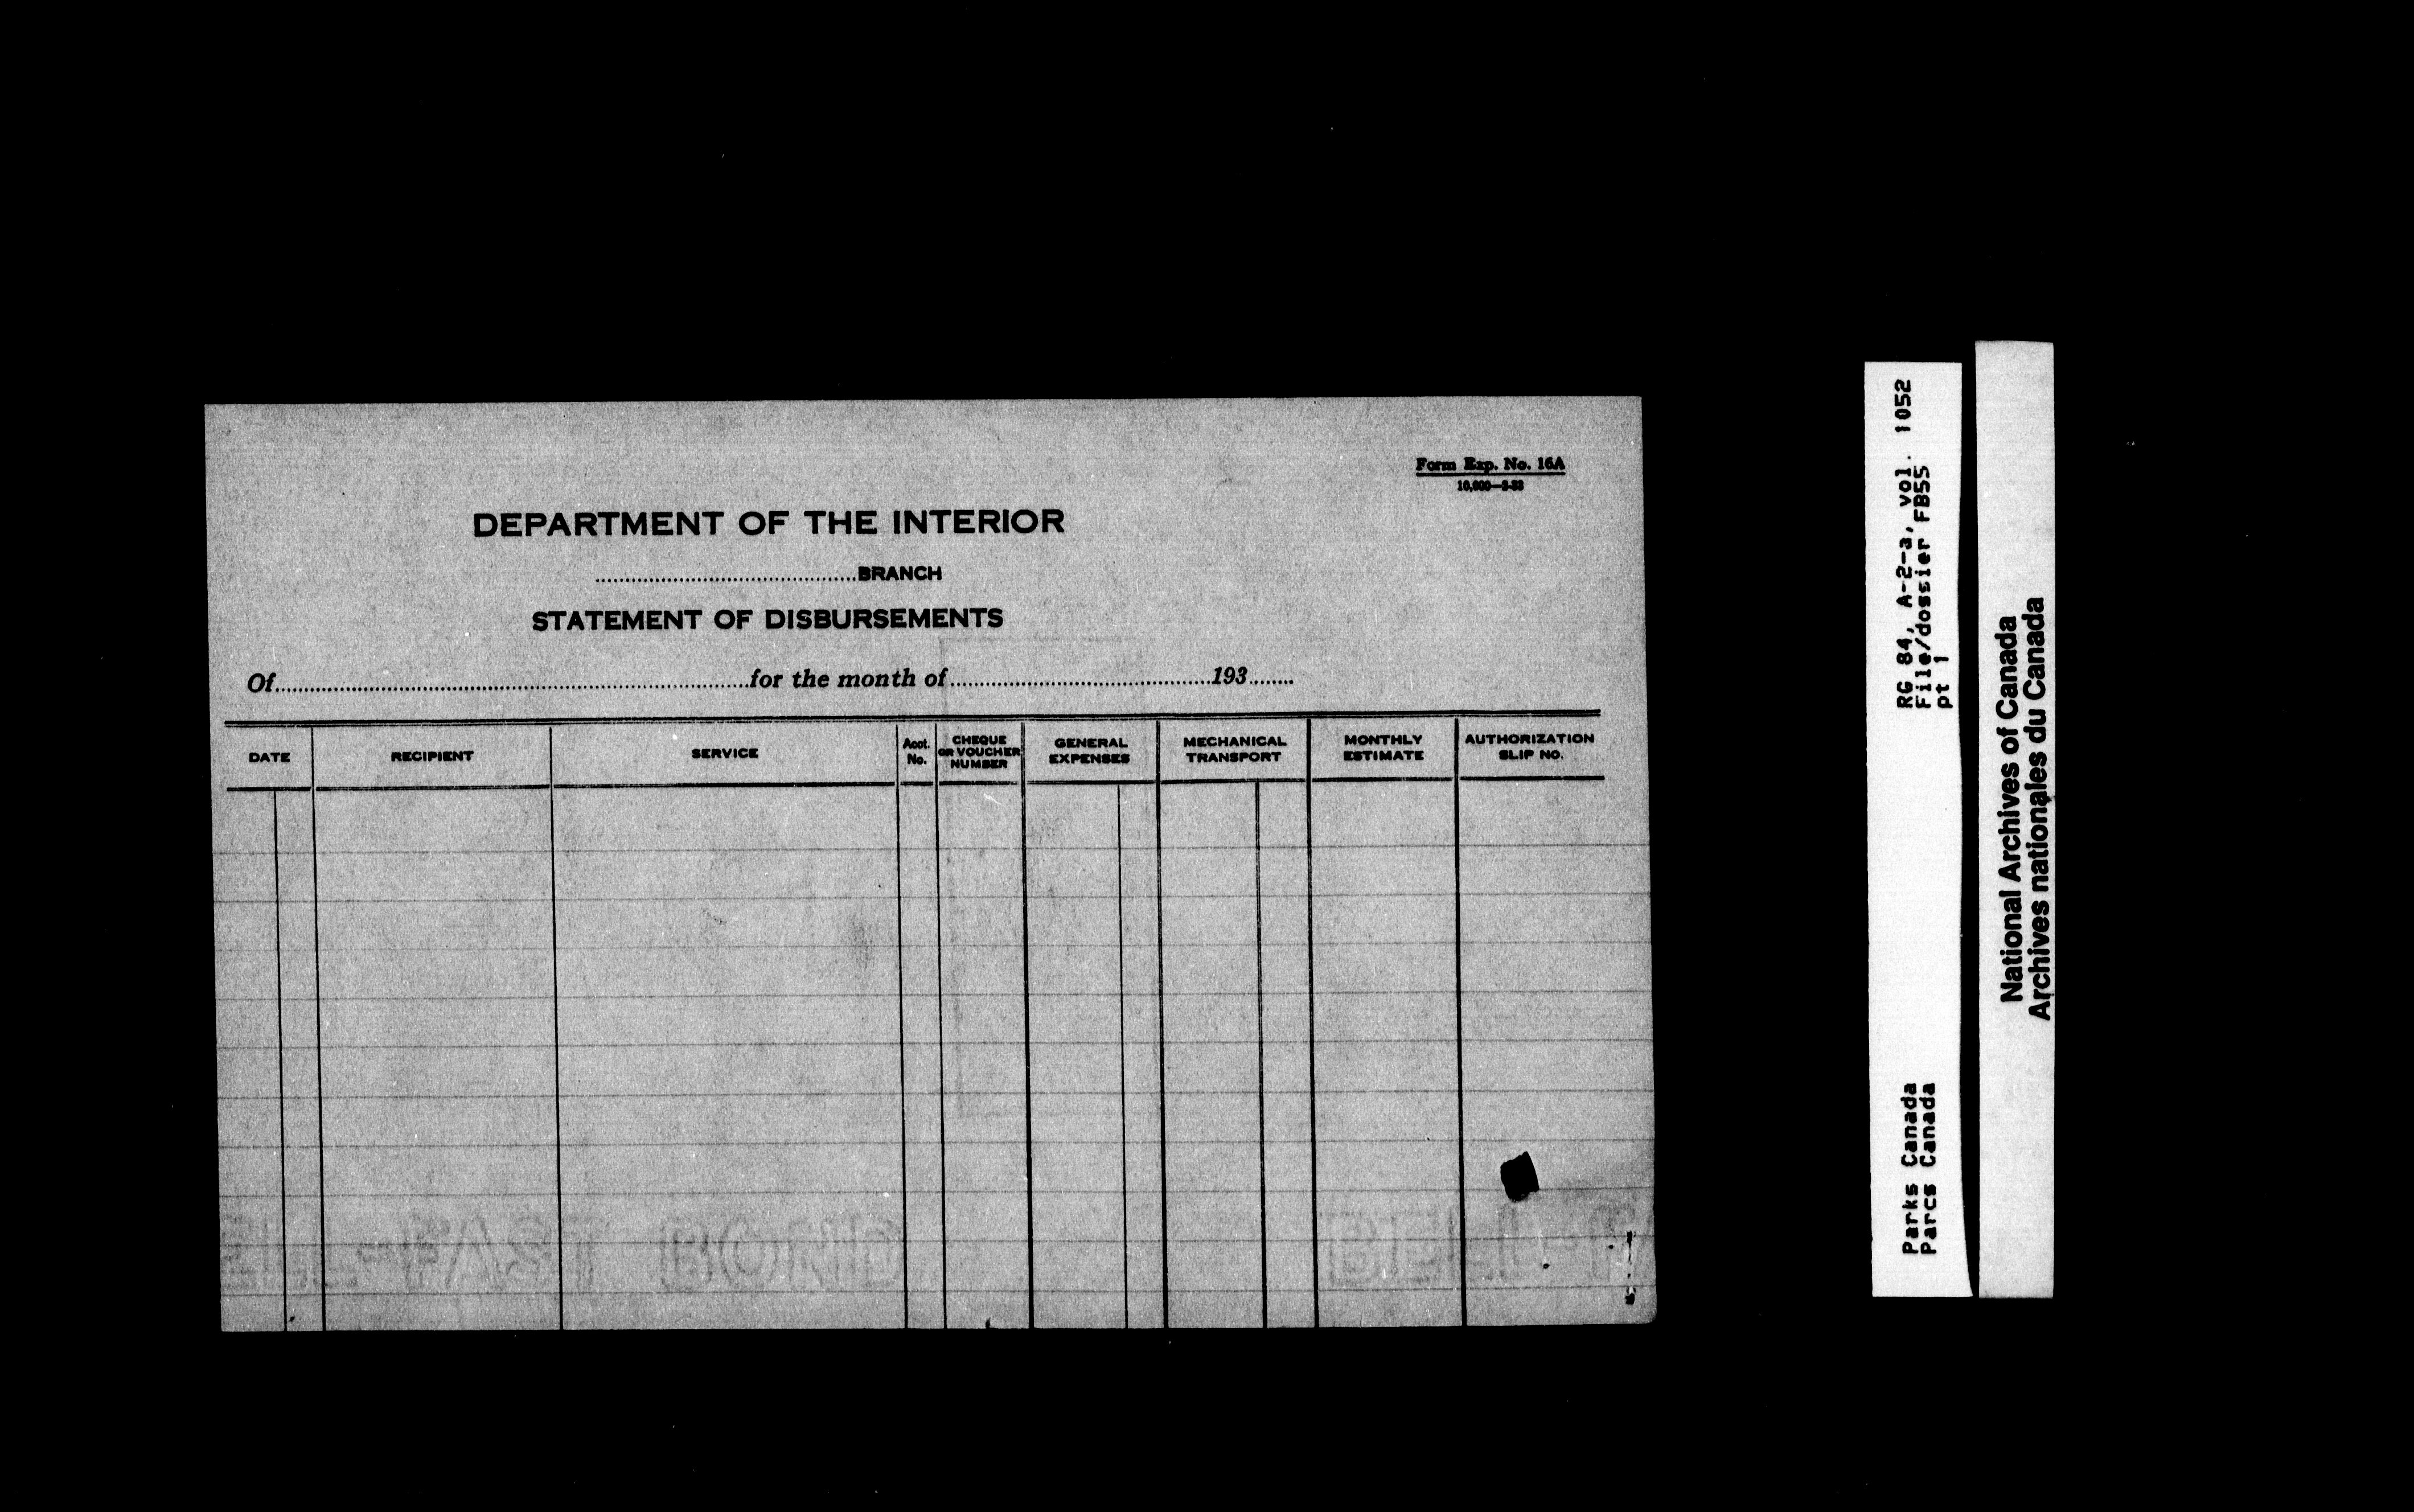 Form Exp. No. 16A
DEPARTMENT OF THE INTERIOR
........................BRANCH
STATEMENT OF DISBURSEMENTS
Of........................for the month of........................193........
DATE
RECIPIENT
SERVICE
Acct. No.
CHEQUE OR VOUCHER NUMBER
GENERAL EXPENSES
MECHANICAL TRANSPORT
MONTHLY ESTIMATE
AUTHORIZATION SLIP NO.
Parks Canada
Parcs Canada
RG 84, A-2-a, vol. 1052
File/dossier FB55
pt 1
National Archives of Canada
Archives nationales du Canada